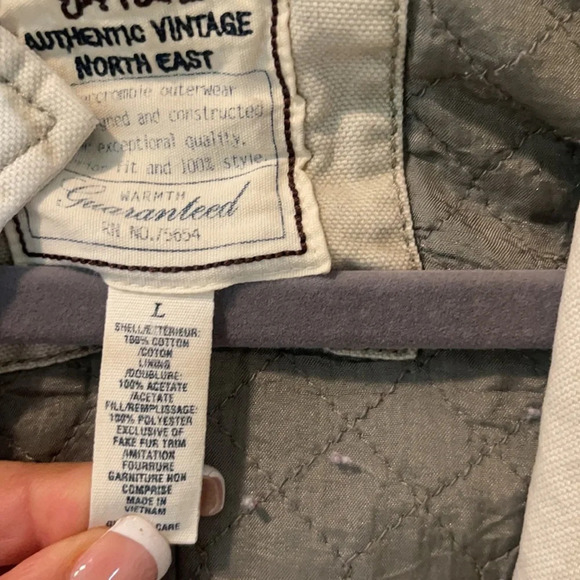 AUTHENTIC VINTAGE
NORTH EAST
outerwear
and constructed
exceptional quality,
fit and 100% style.
WARMTH
Guaranteed
RN NO.75654
L
SHELL/EXTÉRIEUR:
100% COTTON
/COTON
LINING
/DOUBLURE:
100% ACETATE
/ACETATE
FILL/REMPLISSAGE:
100% POLYESTER
EXCLUSIVE OF
FAKE FUR TRIM
/IMITATION
FOURRURE
GARNITURE NON
COMPRISE
MADE IN
VIETNAM
CARE